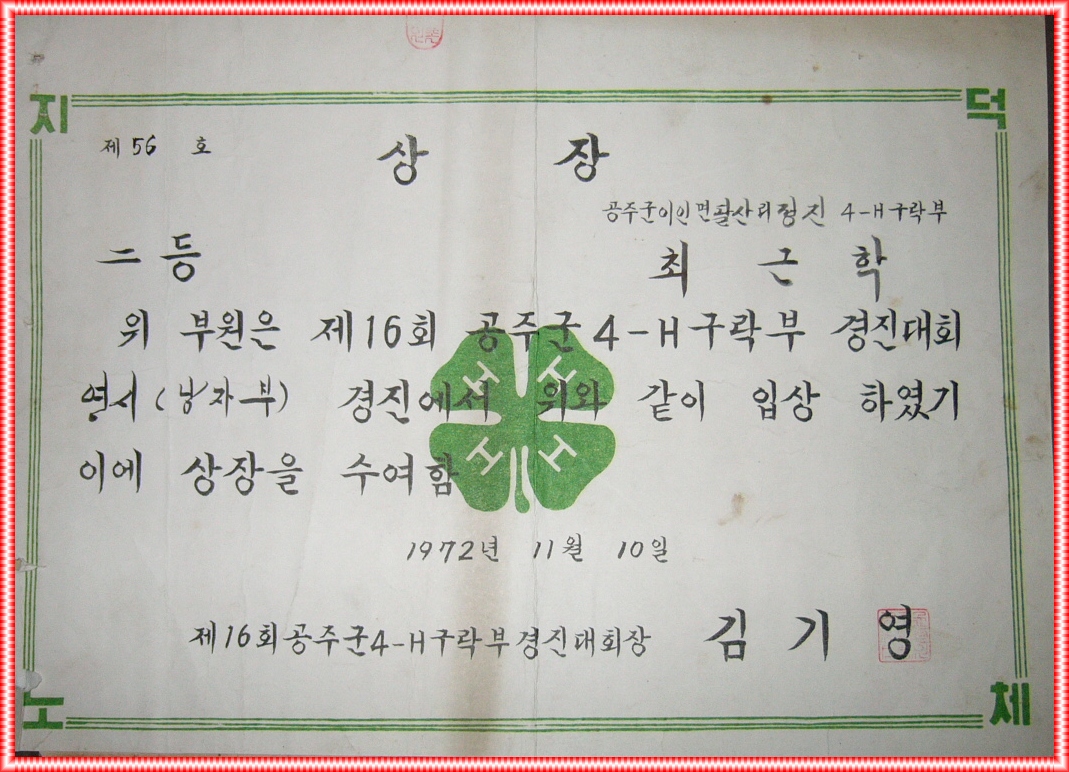 지 덕
제 56 호
상 장
공주군이인면팔산리정진 4-H구락부
二 등 최 근 학
위 부원은 제16회 공주군 4-H구락부 경진대회
연시 (남자부) 경진에서 위와 같이 입상 하였기
이에 상장을 수여함
H H
H H
1972년 11월 10일
제16회공주군4-H구락부경진대회장 김 기 영
노 체